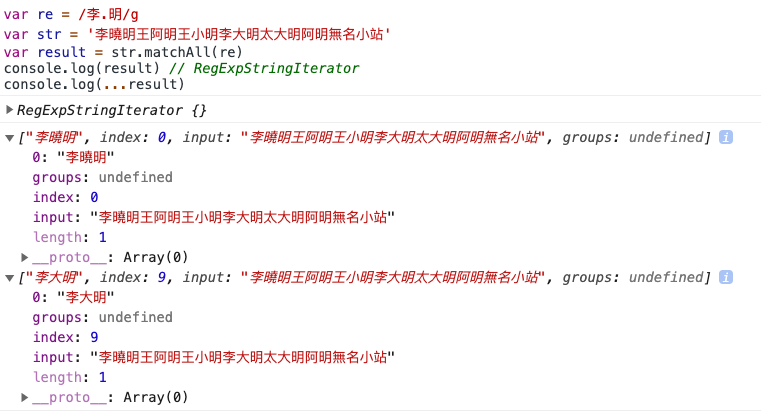 var re = /李.明/g
var str = '李曉明王阿明王小明李大明太大明阿明無名小站'
var result = str.matchAll(re)
console.log(result) // RegExpStringIterator
console.log(...result)
▶ RegExpStringIterator {}
▼ ["李曉明", index: 0, input: "李曉明王阿明王小明李大明太大明阿明無名小站", groups: undefined] i
0: "李曉明"
groups: undefined
index: 0
input: "李曉明王阿明王小明李大明太大明阿明無名小站"
length: 1
▶ __proto__: Array(0)
▼ ["李大明", index: 9, input: "李曉明王阿明王小明李大明太大明阿明無名小站", groups: undefined] i
0: "李大明"
groups: undefined
index: 9
input: "李曉明王阿明王小明李大明太大明阿明無名小站"
length: 1
▶ __proto__: Array(0)